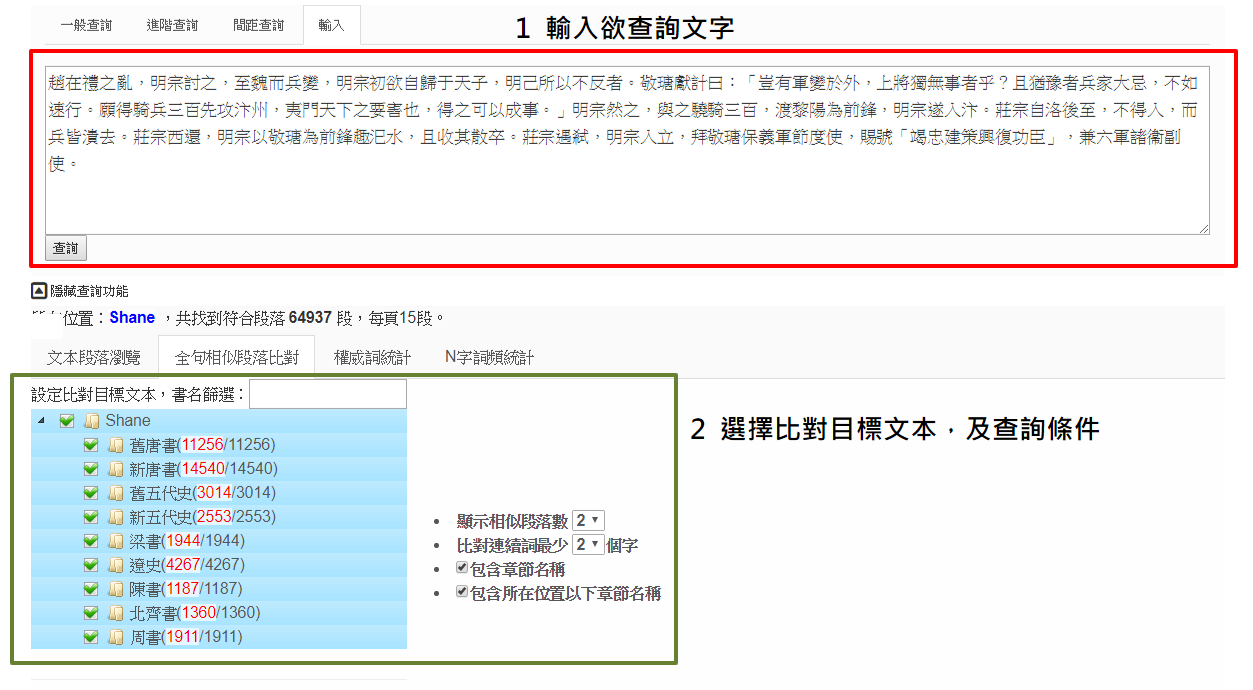 一般查詢 進階查詢 間距查詢 輸入
1 輸入欲查詢文字
趙在禮之亂，明宗討之，至魏而兵變，明宗初欲自歸于天子，明己所以不反者。敬瑭獻計曰：「豈有軍變於外，上將獨無事者乎？且猶豫者兵家大忌，不如
速行。願得騎兵三百先攻汴州，夷門天下之要害也，得之可以成事。」明宗然之，與之驍騎三百，渡黎陽為前鋒，明宗遂入汴。莊宗自洛後至，不得入，而
兵皆潰去。莊宗西還，明宗以敬瑭為前鋒趣汜水，且收其散卒。莊宗遇弒，明宗入立，拜敬瑭保義軍節度使，賜號「竭忠建策興復功臣」，兼六軍諸衞副
使。
查詢
隱藏查詢功能
位置：Shane ，共找到符合段落 64937 段，每頁15段。
文本段落瀏覽 全句相似段落比對 權威詞統計 N字詞頻統計
設定比對目標文本，書名篩選：
2 選擇比對目標文本，及查詢條件
Shane
舊唐書(11256/11256)
新唐書(14540/14540)
舊五代史(3014/3014)
新五代史(2553/2553)
梁書(1944/1944)
遼史(4267/4267)
陳書(1187/1187)
北齊書(1360/1360)
周書(1911/1911)
顯示相似段落數 2
比對連續詞最少 2 個字
包含章節名稱
包含所在位置以下章節名稱